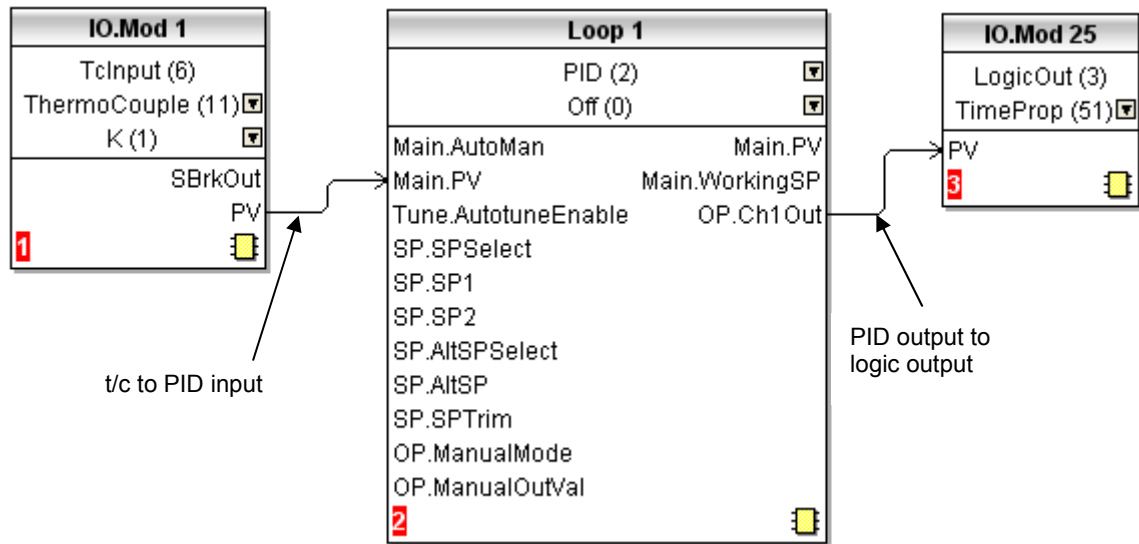 IO.Mod 1
TcInput (6)
ThermoCouple (11)
K (1)
SBrkOut
PV
1
t/c to PID input
Loop 1
PID (2)
Off (0)
Main.AutoMan Main.PV
Main.PV Main.WorkingSP
Tune.AutotuneEnable OP.Ch1Out
SP.SPSelect
SP.SP1
SP.SP2
SP.AltSPSelect
SP.AltSP
SP.SPTrim
OP.ManualMode
OP.ManualOutVal
2
IO.Mod 25
LogicOut (3)
TimeProp (51)
PV
3
PID output to
logic output